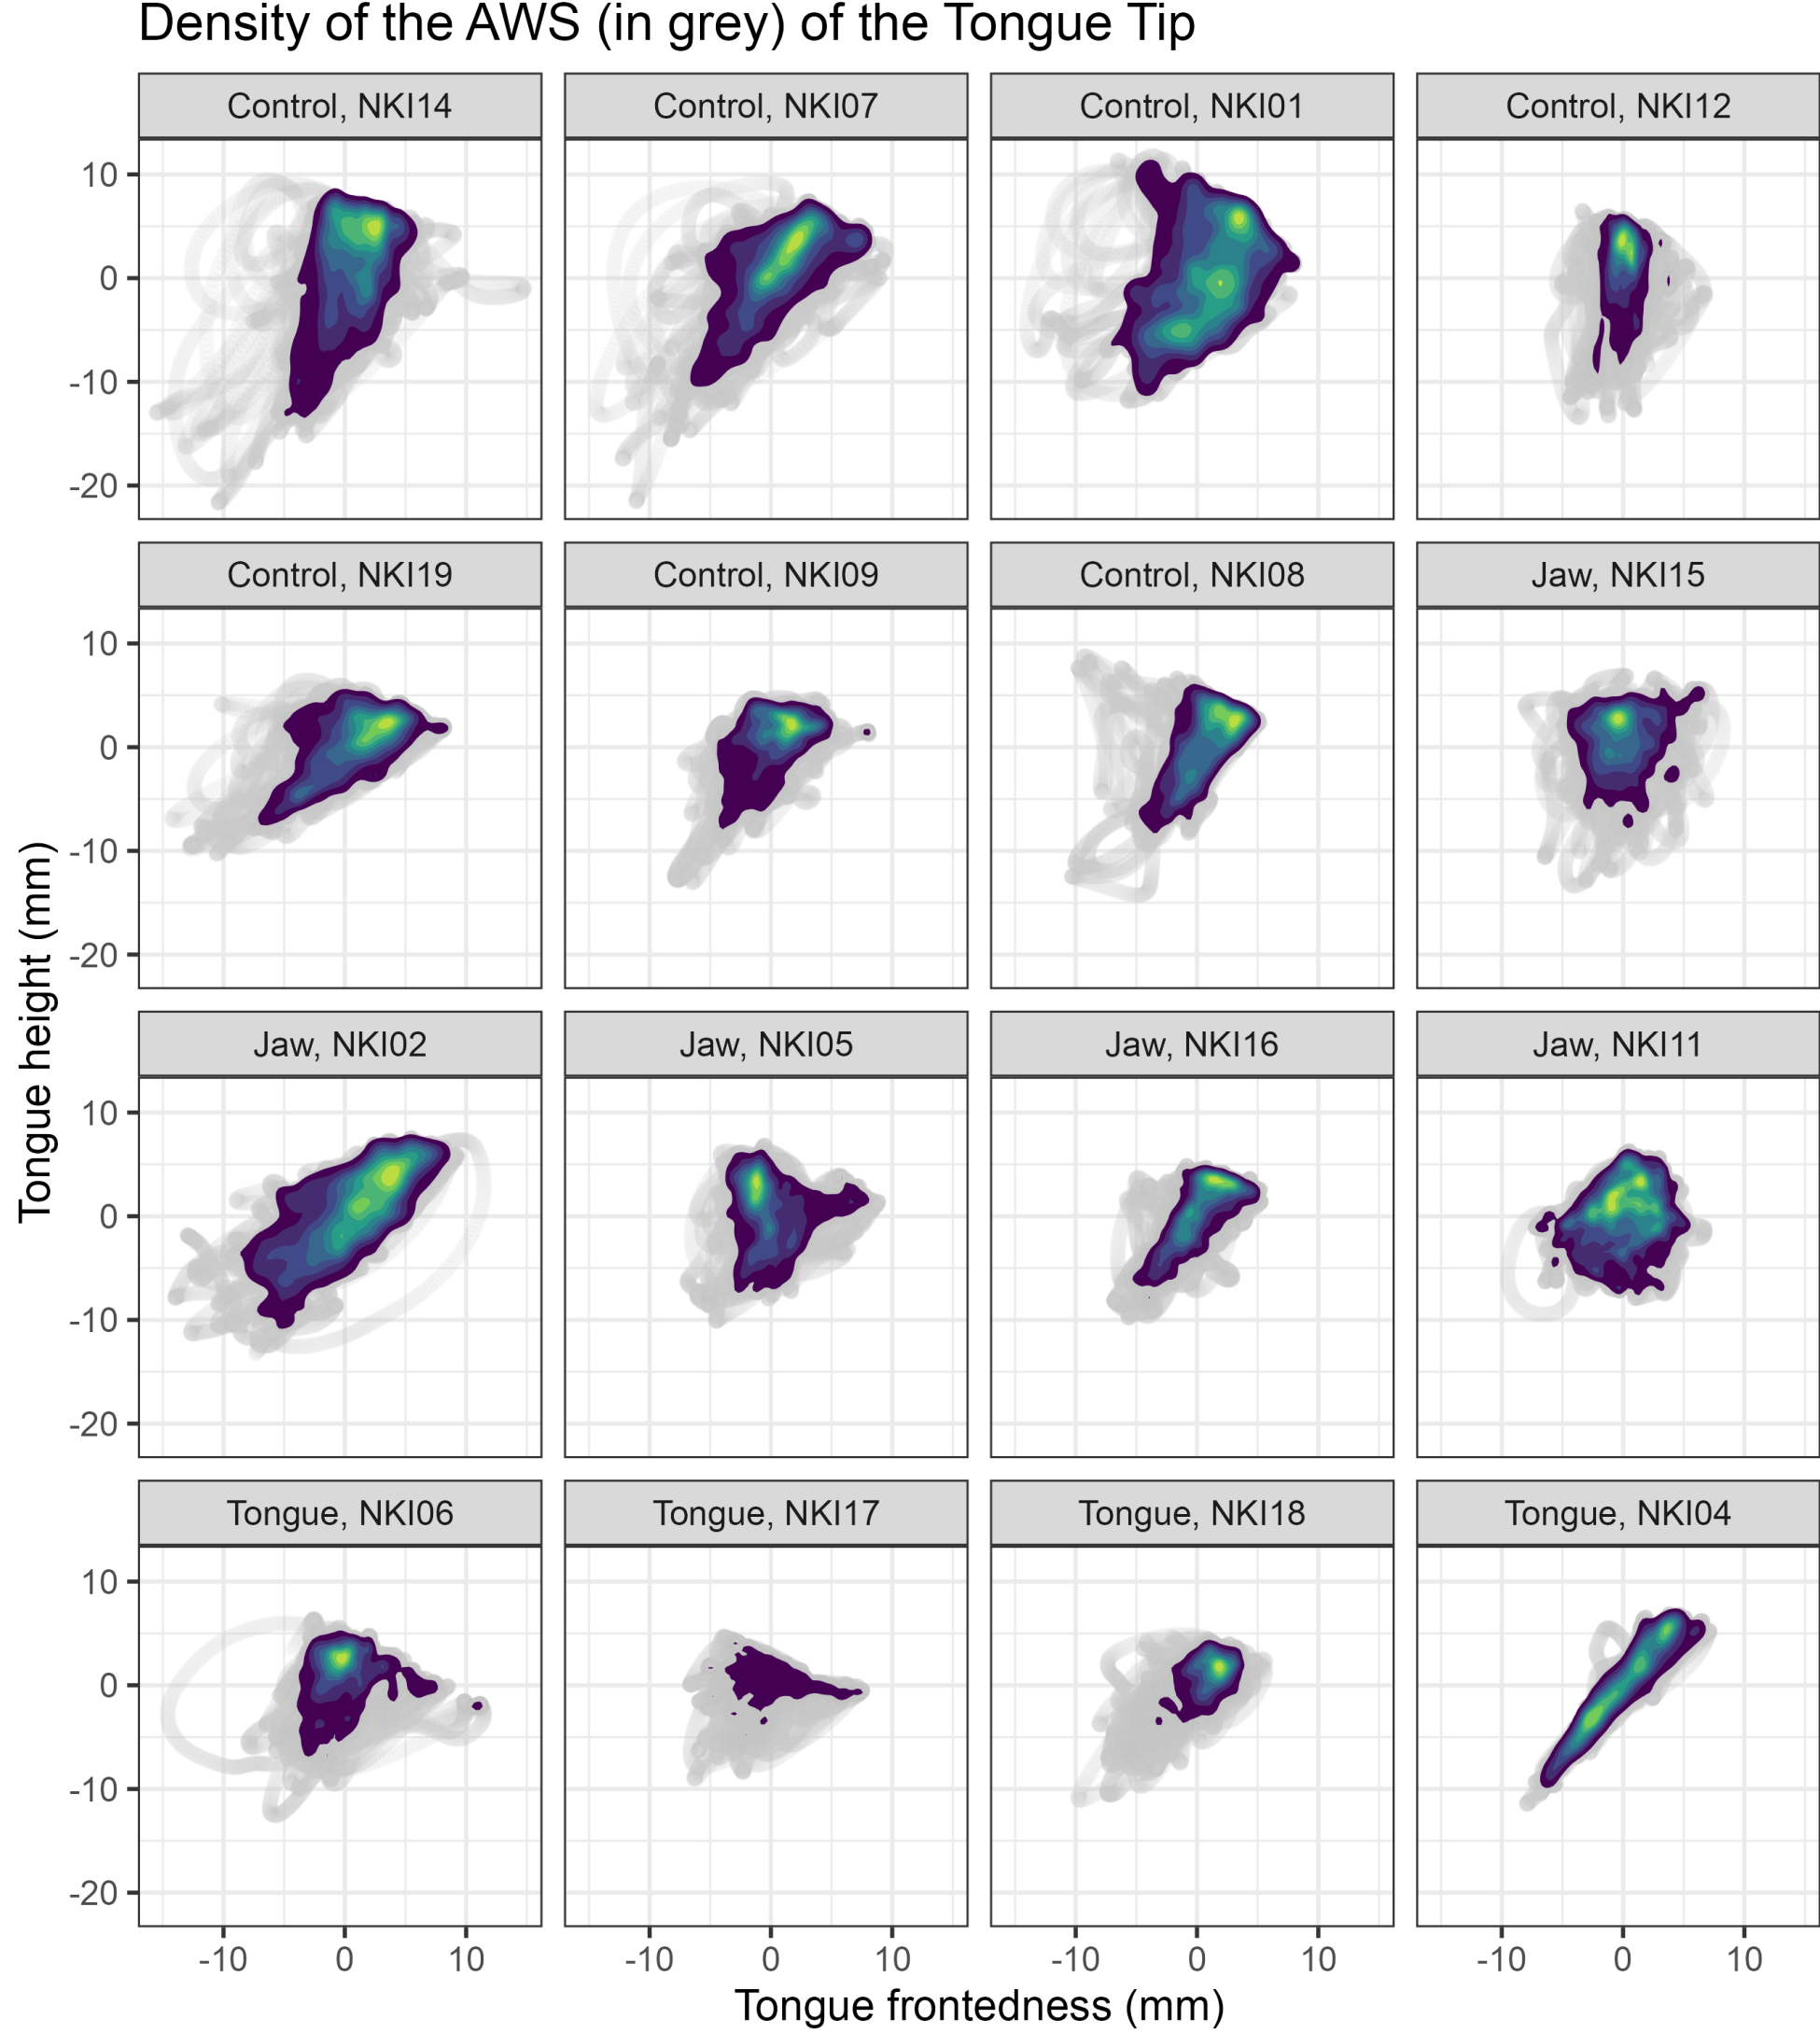 Density of the AWS (in grey) of the Tongue Tip
Control, NKI14
Control, NKI07
Control, NKI01
Control, NKI12
10
0
-10
-20
Control, NKI19
Control, NKI09
Control, NKI08
Jaw, NKI15
10
0
-10
-20
Jaw, NKI02
Jaw, NKI05
Jaw, NKI16
Jaw, NKI11
10
0
-10
-20
Tongue, NKI06
Tongue, NKI17
Tongue, NKI18
Tongue, NKI04
10
0
-10
-20
-10 0 10
-10 0 10
-10 0 10
-10 0 10
Tongue height (mm)
Tongue frontedness (mm)